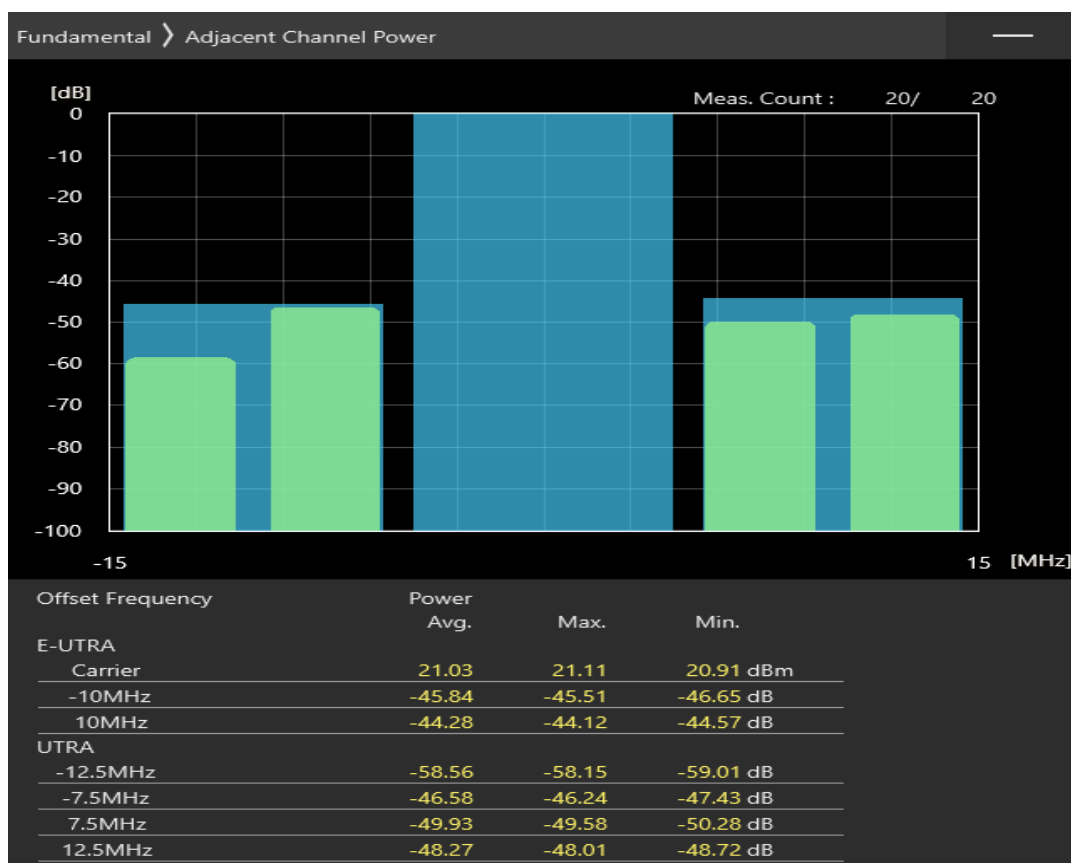 Fundamental ❭ Adjacent Channel Power
[dB]
Meas. Count : 20/ 20
0
-10
-20
-30
-40
-50
-60
-70
-80
-90
-100
-15 15 [MHz]
Offset Frequency Power
Avg. Max. Min.
E-UTRA
Carrier 21.03 21.11 20.91 dBm
-10MHz -45.84 -45.51 -46.65 dB
10MHz -44.28 -44.12 -44.57 dB
UTRA
-12.5MHz -58.56 -58.15 -59.01 dB
-7.5MHz -46.58 -46.24 -47.43 dB
7.5MHz -49.93 -49.58 -50.28 dB
12.5MHz -48.27 -48.01 -48.72 dB